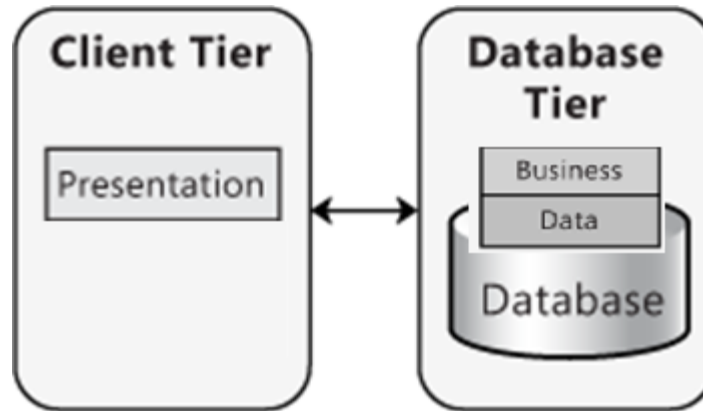 Client Tier
Presentation
Database
Tier
Business
Data
Database